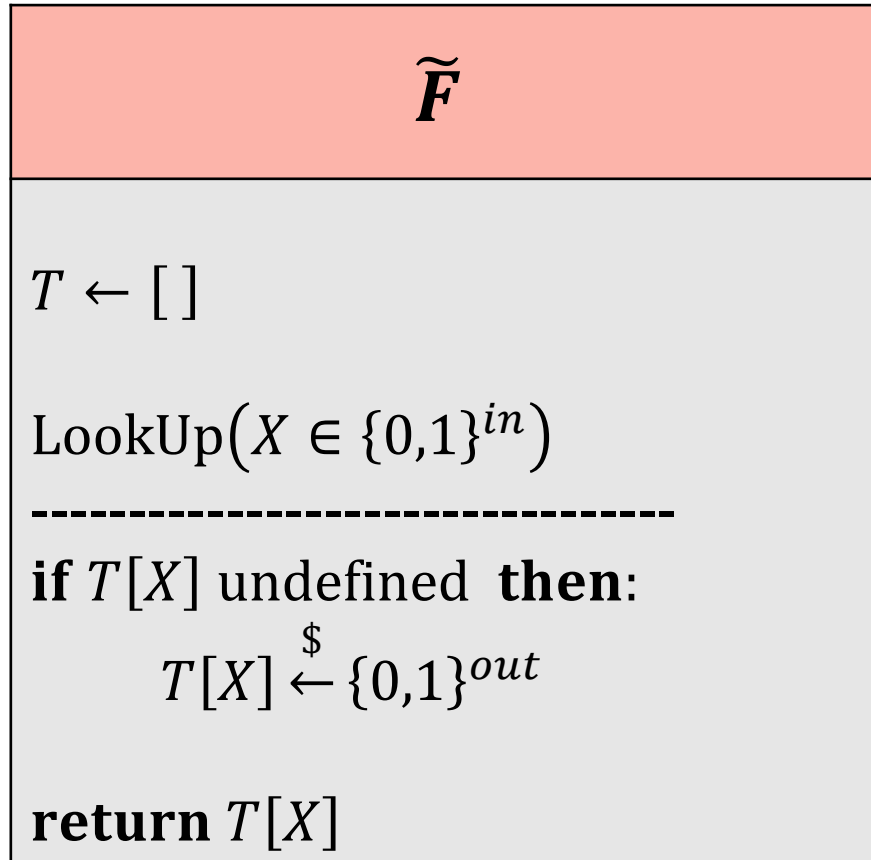 F̃
T ← [ ]
LookUp(X ∈ {0,1}^{in})
---------------------------------
if T[X] undefined then:
T[X] $← {0,1}^{out}
return T[X]